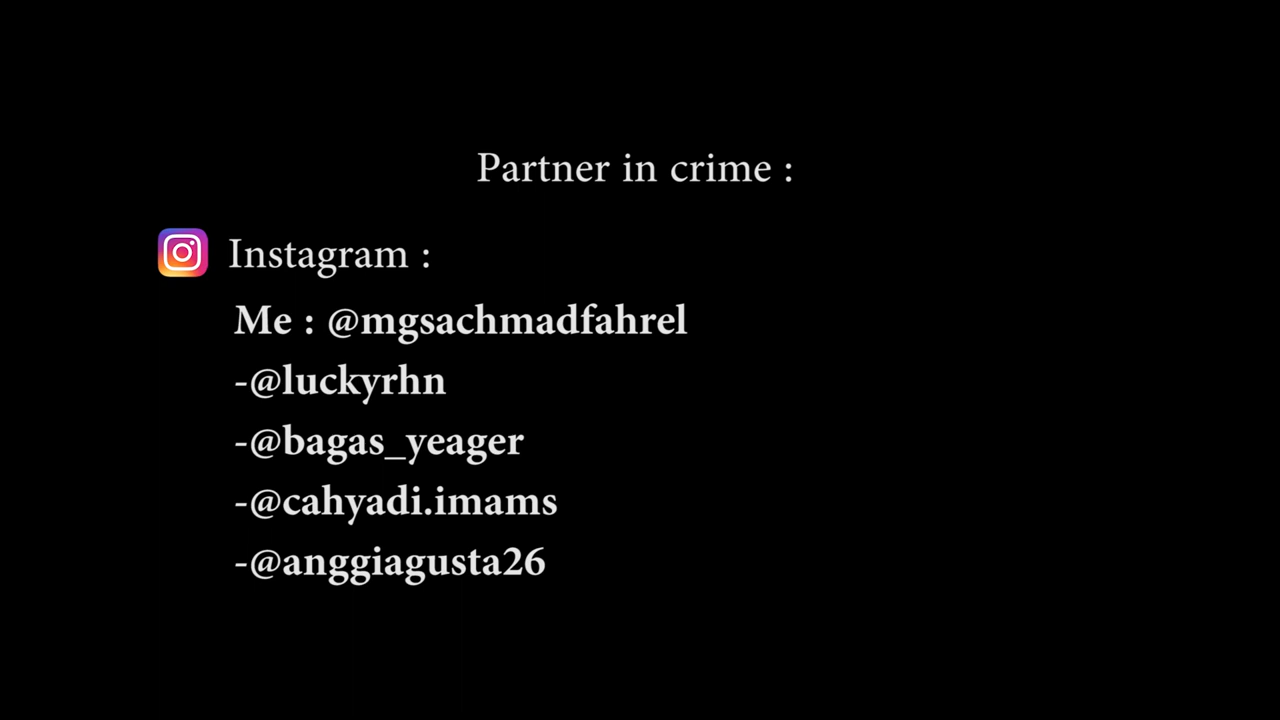 Partner in crime :
Instagram :
Me : @mgsachmadfahrel
-@luckyrhn
-@bagas_yeager
-@cahyadi.imams
-@anggiagusta26